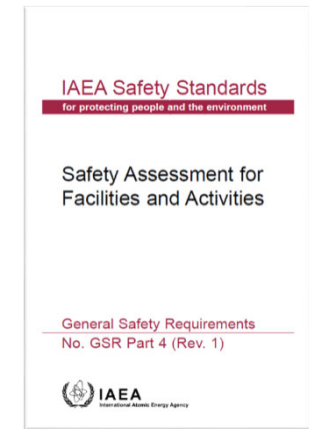 IAEA Safety Standards
for protecting people and the environment
Safety Assessment for
Facilities and Activities
General Safety Requirements
No. GSR Part 4 (Rev. 1)
IAEA
International Atomic Energy Agency